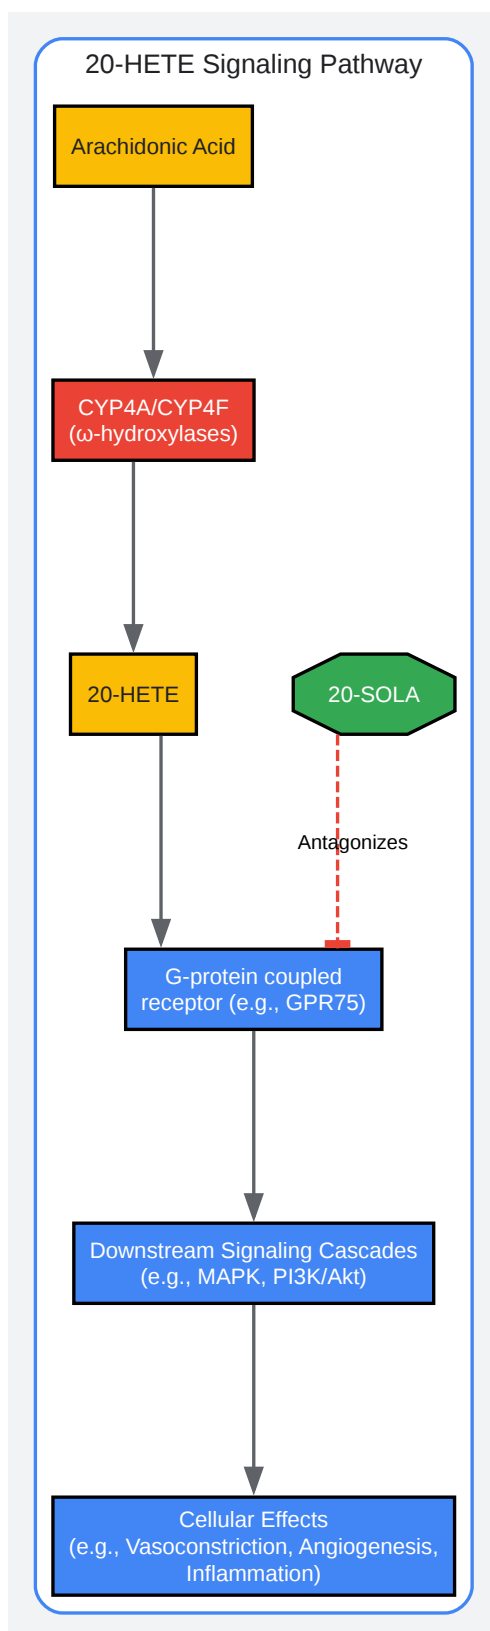 20-HETE Signaling Pathway
Arachidonic Acid
CYP4A/CYP4F
(ω-hydroxylases)
20-HETE
20-SOLA
Antagonizes
G-protein coupled
receptor (e.g., GPR75)
Downstream Signaling Cascades
(e.g., MAPK, PI3K/Akt)
Cellular Effects
(e.g., Vasoconstriction, Angiogenesis,
Inflammation)